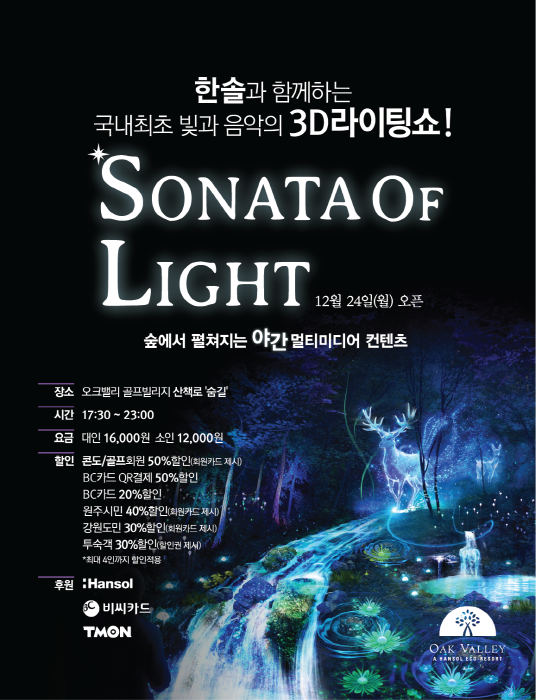 한솔과 함께하는
국내최초 빛과 음악의 3D라이팅쇼!
SONATA OF
LIGHT
12월 24일(월) 오픈
숲에서 펼쳐지는 야간 멀티미디어 컨텐츠
장소 오크밸리 골프빌리지 산책로 '숨길'
시간 17:30 ~ 23:00
요금 대인 16,000원 소인 12,000원
할인 콘도/골프회원 50%할인(회원카드 제시)
BC카드 QR결제 50%할인
BC카드 20%할인
원주시민 40%할인(회원카드 제시)
강원도민 30%할인(회원카드 제시)
투숙객 30%할인(할인권 제시)
*최대 4인까지 할인적용
후원 Hansol
비씨카드
TMON
OAK VALLEY
A HANSOL ECO-RESORT